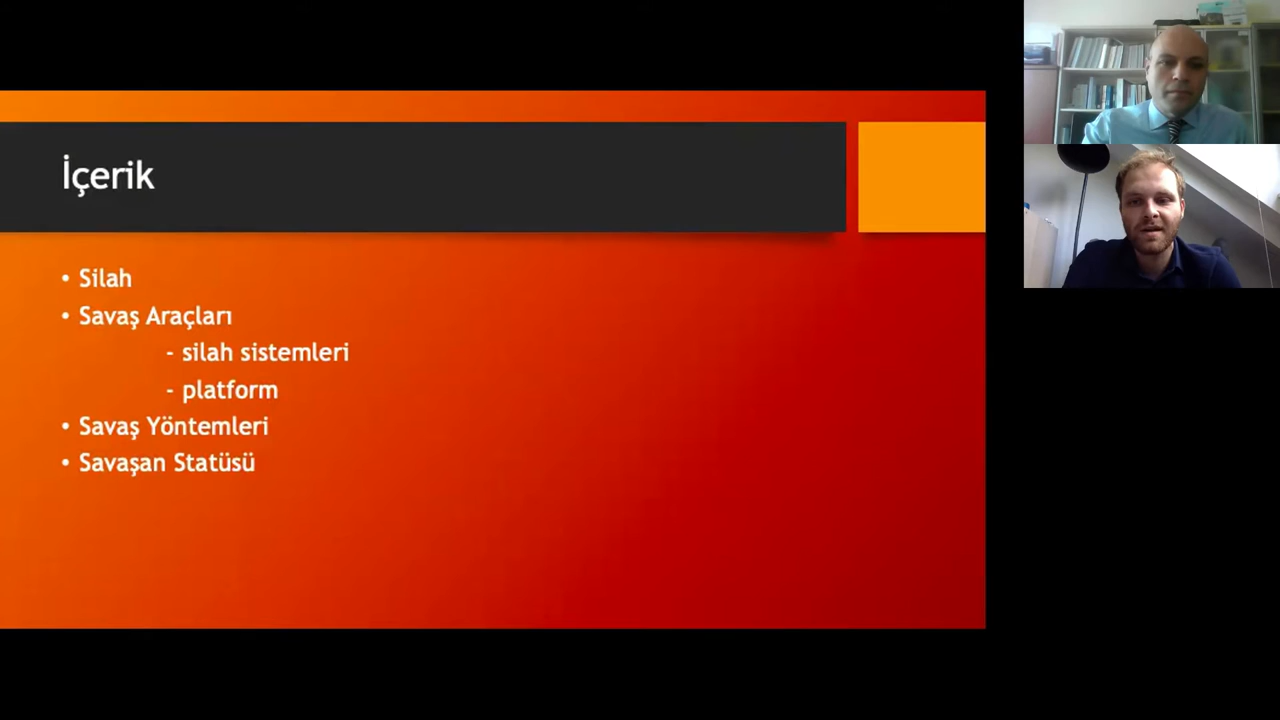 İçerik
• Silah
• Savaş Araçları
- silah sistemleri
- platform
• Savaş Yöntemleri
• Savaşan Statüsü